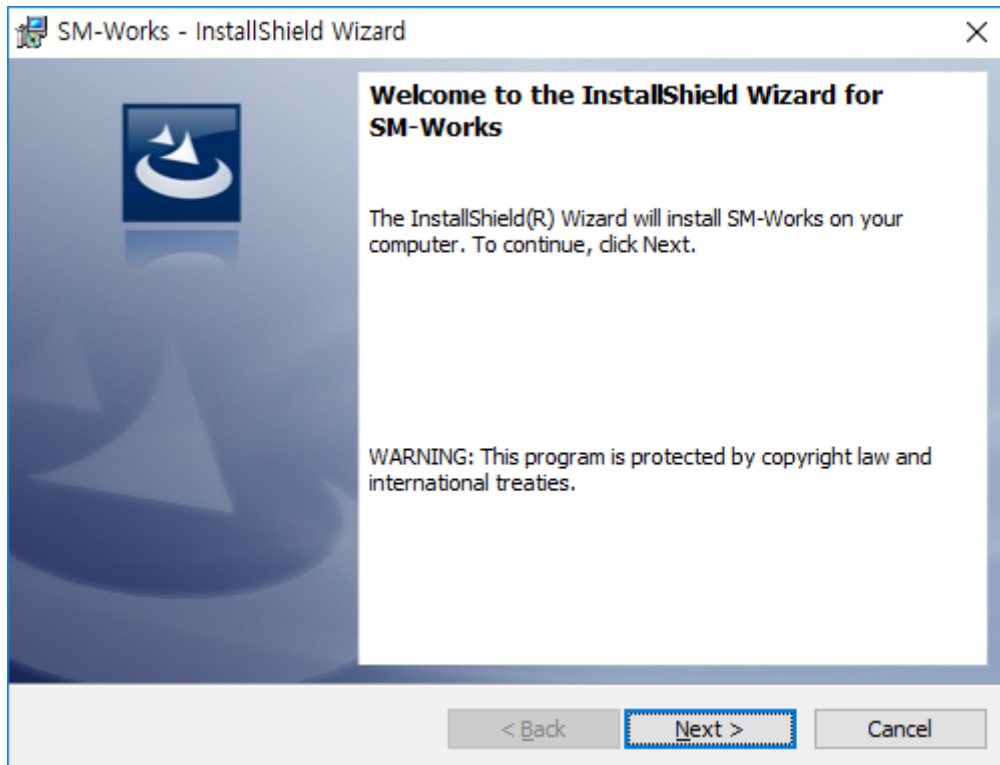 SM-Works - InstallShield Wizard
Welcome to the InstallShield Wizard for
SM-Works
The InstallShield(R) Wizard will install SM-Works on your
computer. To continue, click Next.
WARNING: This program is protected by copyright law and
international treaties.
< Back
Next >
Cancel